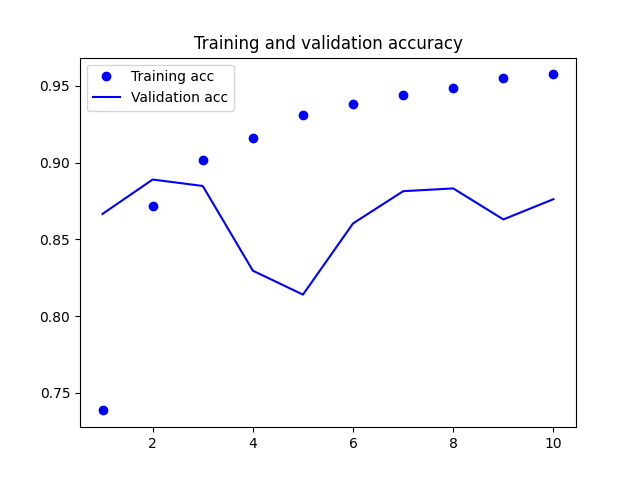 Training and validation accuracy
Training acc
Validation acc
0.95
0.90
0.85
0.80
0.75
2 4 6 8 10